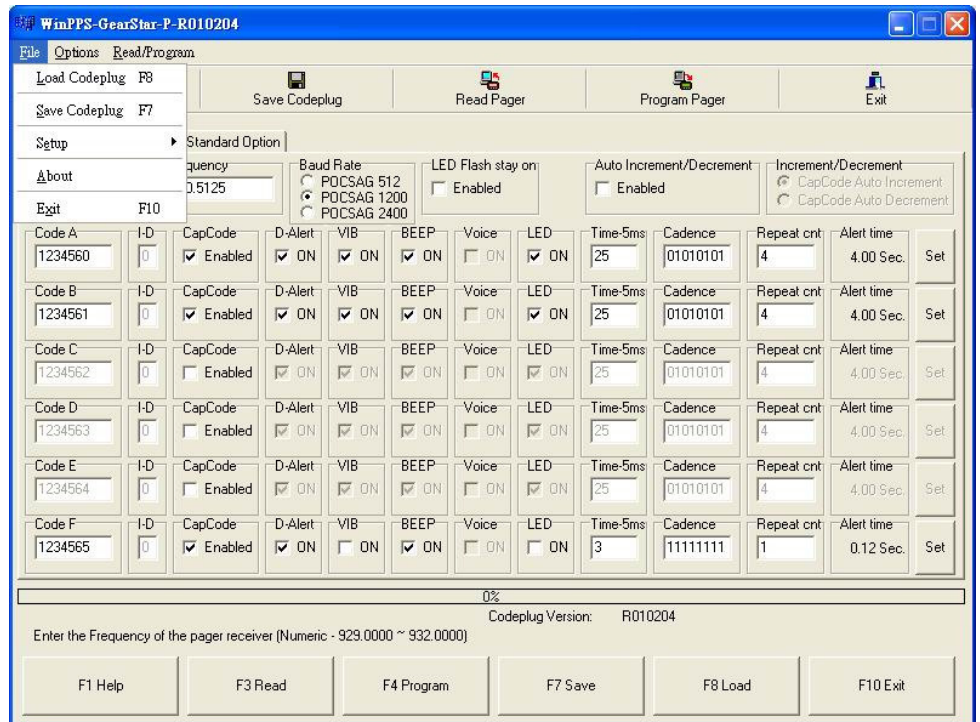 WinPPS-GearStar-P-R010204
File Options Read/Program
Load Codeplug F8
Save Codeplug F7
Setup
About
Exit F10
Save Codeplug Read Pager Program Pager Exit
Standard Option
quency Baud Rate LED Flash stay on Auto Increment/Decrement Increment/Decrement
0.5125 POCSAG 512 Enabled Enabled CapCode Auto Increment
POCSAG 1200 CapCode Auto Decrement
POCSAG 2400
Code A I-D CapCode D-Alert VIB BEEP Voice LED Time-5ms Cadence Repeat cnt Alert time
1234560 0 Enabled ON ON ON ON ON 25 01010101 4 4.00 Sec. Set
Code B I-D CapCode D-Alert VIB BEEP Voice LED Time-5ms Cadence Repeat cnt Alert time
1234561 0 Enabled ON ON ON ON ON 25 01010101 4 4.00 Sec. Set
Code C I-D CapCode D-Alert VIB BEEP Voice LED Time-5ms Cadence Repeat cnt Alert time
1234562 0 Enabled ON ON ON ON ON 25 01010101 4 4.00 Sec. Set
Code D I-D CapCode D-Alert VIB BEEP Voice LED Time-5ms Cadence Repeat cnt Alert time
1234563 0 Enabled ON ON ON ON ON 25 01010101 4 4.00 Sec. Set
Code E I-D CapCode D-Alert VIB BEEP Voice LED Time-5ms Cadence Repeat cnt Alert time
1234564 0 Enabled ON ON ON ON ON 25 01010101 4 4.00 Sec. Set
Code F I-D CapCode D-Alert VIB BEEP Voice LED Time-5ms Cadence Repeat cnt Alert time
1234565 0 Enabled ON ON ON ON ON 3 11111111 1 0.12 Sec. Set
0%
Codeplug Version: R010204
Enter the Frequency of the pager receiver (Numeric - 929.0000 ~ 932.0000)
F1 Help F3 Read F4 Program F7 Save F8 Load F10 Exit